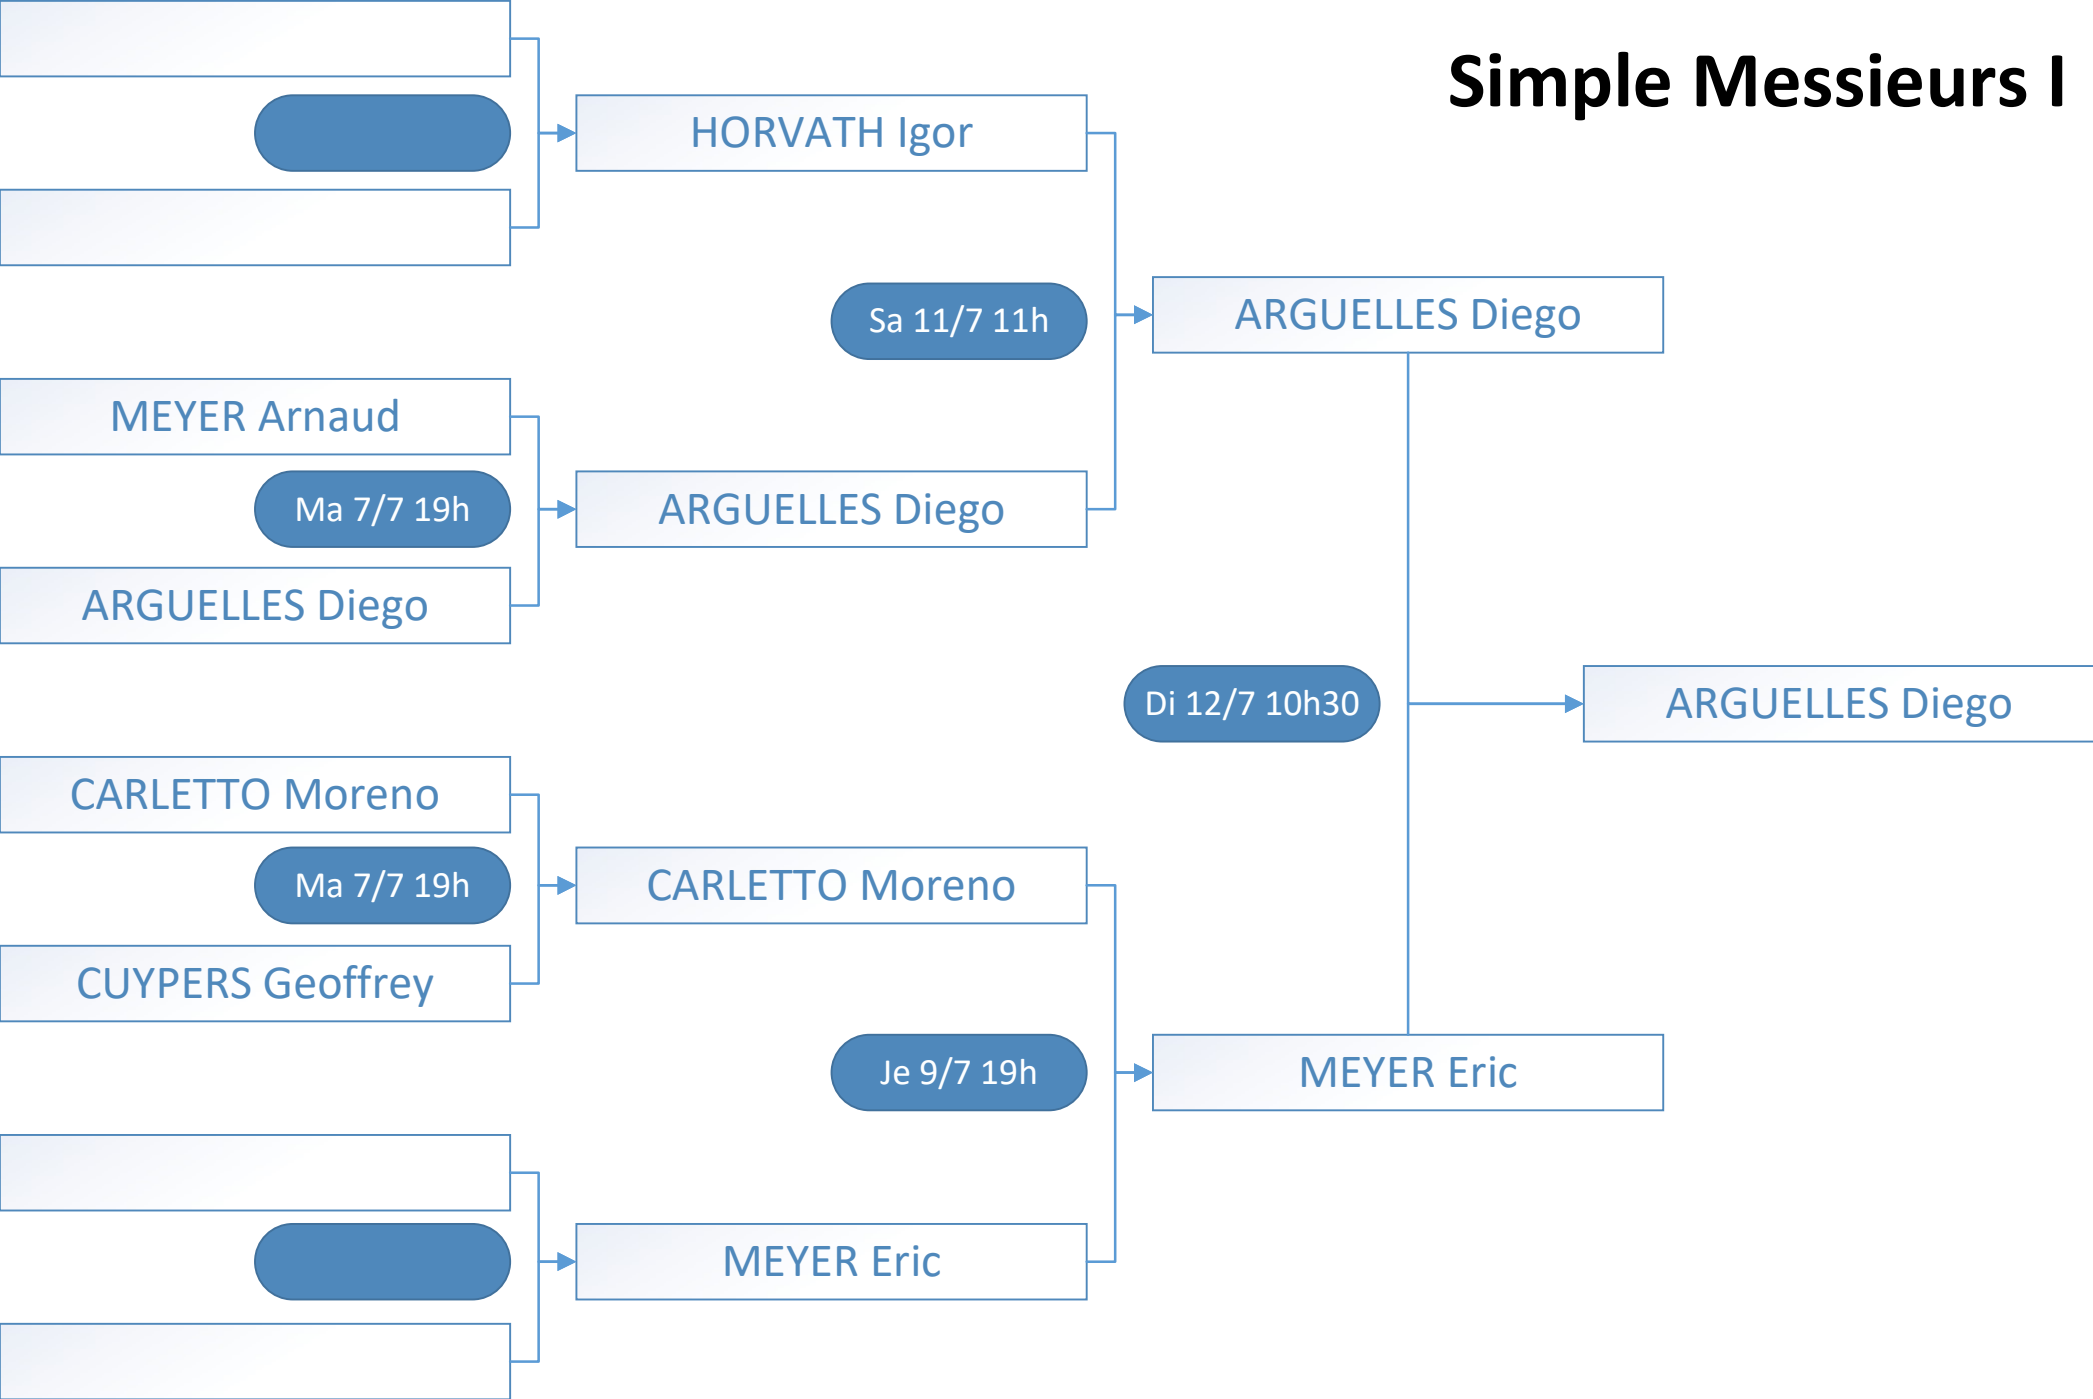 Simple Messieurs I
HORVATH Igor
Sa 11/7 11h
ARGUELLES Diego
MEYER Arnaud
Ma 7/7 19h
ARGUELLES Diego
ARGUELLES Diego
Di 12/7 10h30
ARGUELLES Diego
CARLETTO Moreno
Ma 7/7 19h
CARLETTO Moreno
CUYPERS Geoffrey
Je 9/7 19h
MEYER Eric
MEYER Eric